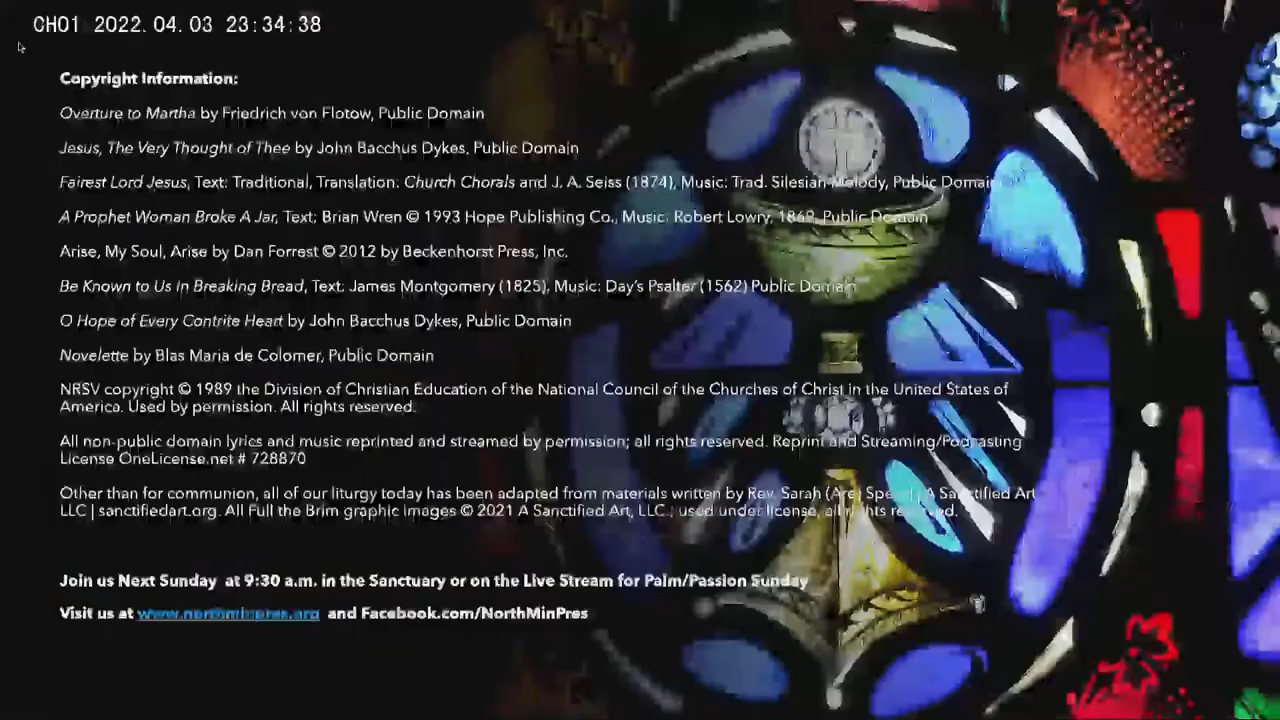 CH01 2022.04.03 23:34:38
Copyright Information:
Overture to Martha by Friedrich von Flotow, Public Domain
Jesus, The Very Thought of Thee by John Bacchus Dykes, Public Domain
Fairest Lord Jesus, Text: Traditional, Translation: Church Chorals and J. A. Seiss (1874), Music: Trad. Silesian Melody, Public Domain
A Prophet Woman Broke A Jar, Text; Brian Wren © 1993 Hope Publishing Co., Music: Robert Lowry, Public Domain
Arise, My Soul, Arise by Dan Forrest © 2012 by Beckenhorst Press, Inc.
Be Known to Us In Breaking Bread, Text: James Montgomery (1825), Music: Day's Psalter (1562) Public Domain
O Hope of Every Contrite Heart by John Bacchus Dykes, Public Domain
Novelette by Blas Maria de Colomer, Public Domain
NRSV copyright © 1989 the Division of Christian Education of the National Council of the Churches of Christ in the United States of
America. Used by permission. All rights reserved.
All non-public domain lyrics and music reprinted and streamed by permission; all rights reserved. Reprint and Streaming/Podcasting
License OneLicense.net # 728870
Other than for communion, all of our liturgy today has been adapted from materials written by Rev. Sarah (Are) | A Sanctified Art
LLC | sanctifiedart.org. All Full the Brim graphic images © 2021 A Sanctified Art, LLC.; used under license, all rights reserved.
Join us Next Sunday at 9:30 a.m. in the Sanctuary or on the Live Stream for Palm/Passion Sunday
Visit us at www.northminpres.org and Facebook.com/NorthMinPres